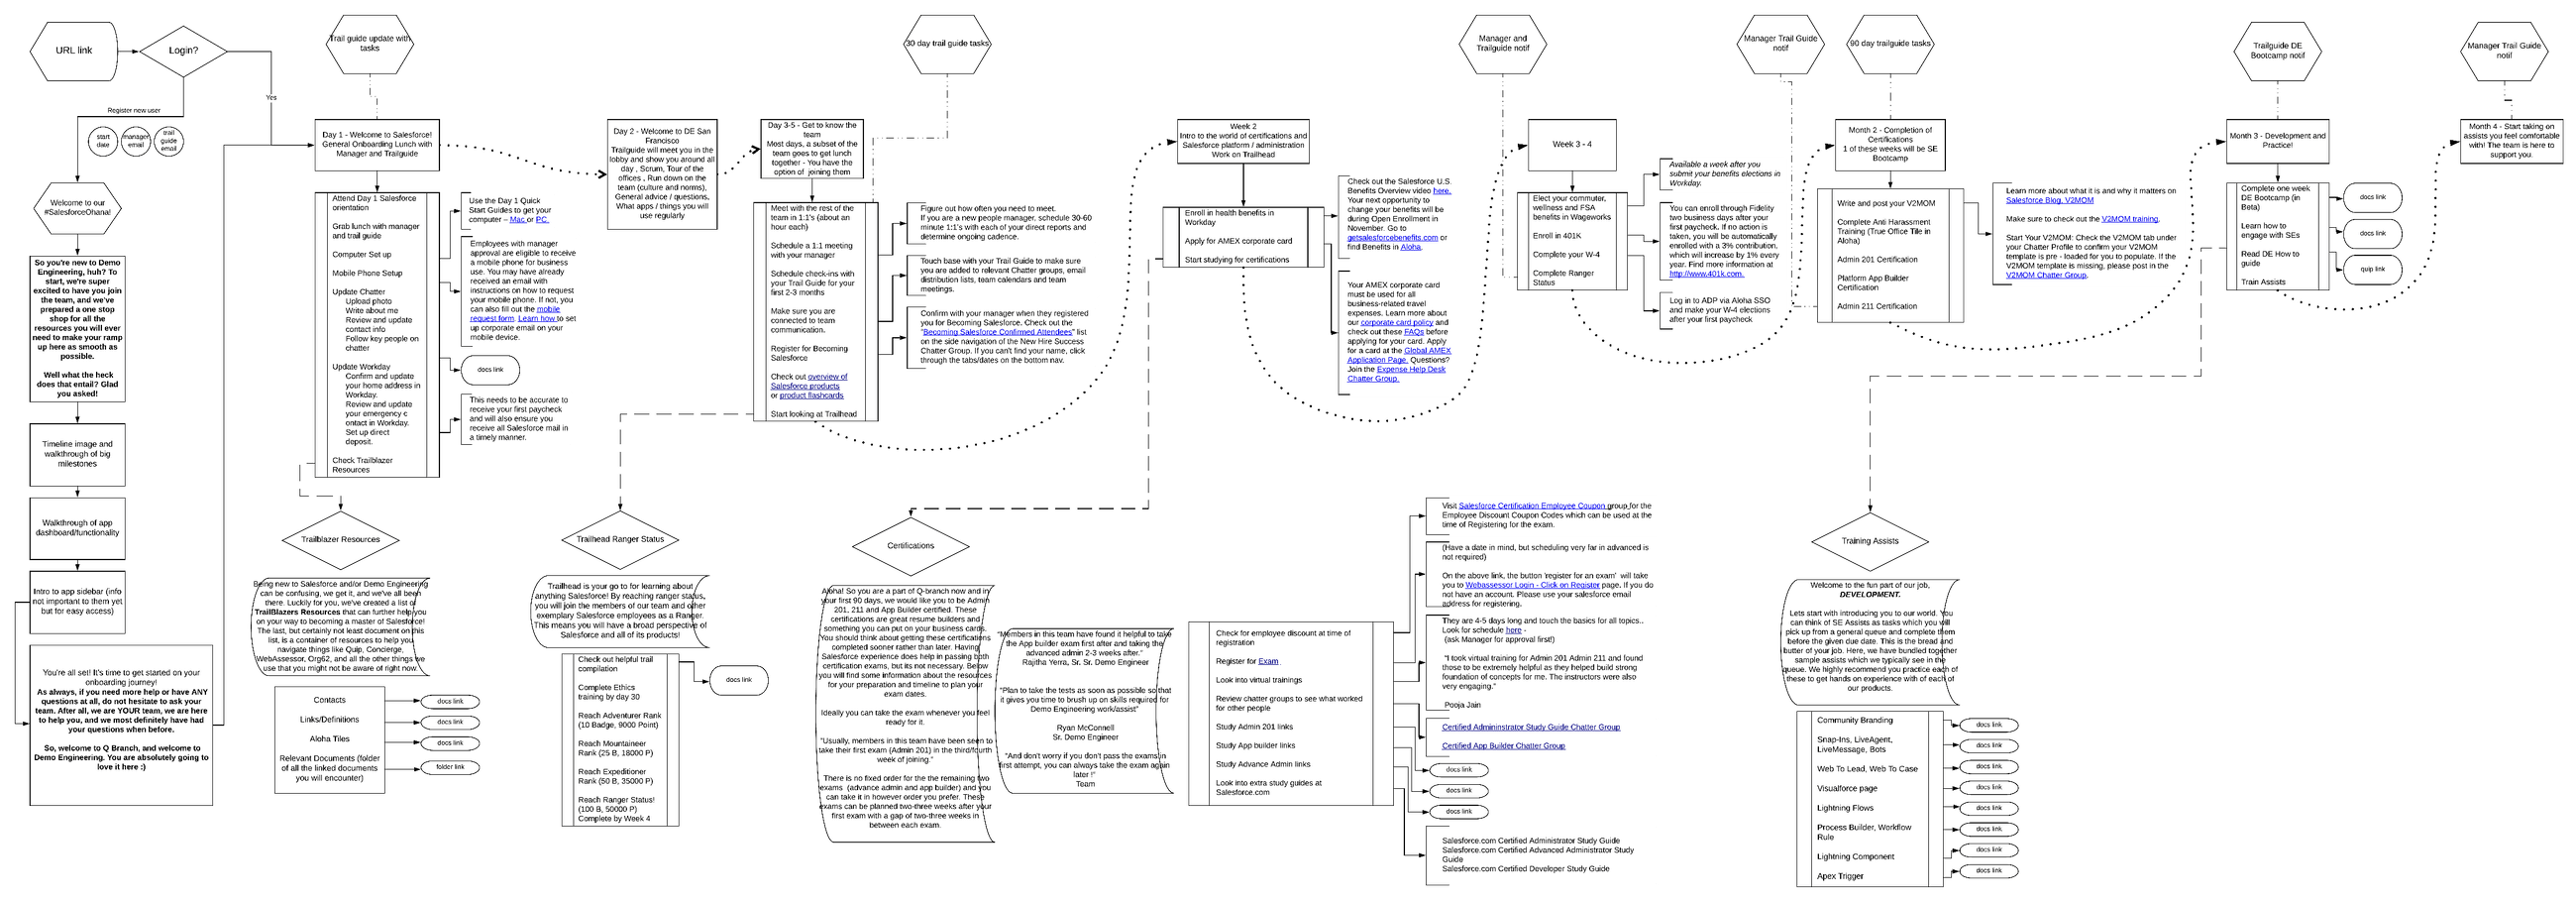 URL link
Login?
Yes
Register new user
start
date
manager
email
trail
guide
email
Welcome to our
#SalesforceOhana!
So you're new to Demo
Engineering, huh? To
start, we're super
excited to have you join
the team, and we've
prepared a one stop
shop for all the
resources you will ever
need to make your ramp
up here as smooth as
possible.
Well what the heck
does that entail? Glad
you asked!
Timeline image and
walkthrough of big
milestones
Walkthrough of app
dashboard/functionality
Intro to app sidebar (info
not important to them yet
but for easy access)
You're all set! It's time to get started on your
onboarding journey!
As always, if you need more help or have ANY
questions at all, do not hesitate to ask your
team. After all, we are YOUR team, we are here
to help you, and we most definitely have had
your questions when before.
So, welcome to Q Branch, and welcome to
Demo Engineering. You are absolutely going to
love it here :)
Trail guide update with
tasks
Day 1 - Welcome to Salesforce!
General Onboarding Lunch with
Manager and Trailguide
Attend Day 1 Salesforce
orientation
Grab lunch with manager
and trail guide
Computer Set up
Mobile Phone Setup
Update Chatter
Upload photo
Write about me
Review and update
contact info
Follow key people on
chatter
Update Workday
Confirm and update
your home address in
Workday.
Review and update
your emergency c
ontact in Workday.
Set up direct
deposit.
Check Trailblazer
Resources
Use the Day 1 Quick
Start Guides to get your
computer – Mac or PC
Employees with manager
approval are eligible to receive
a mobile phone for business
use. You may have already
received an email with
instructions on how to request
your mobile phone. If not, you
can also fill out the mobile
request form. Learn how to set
up corporate email on your
mobile device.
docs link
This needs to be accurate to
receive your first paycheck
and will also ensure you
receive all Salesforce mail in
a timely manner.
Trailblazer Resources
Being new to Salesforce and/or Demo Engineering
can be confusing, we get it, and we've all been
there. Luckily for you, we've created a list of
TrailBlazers Resources that can further help you
on your way to becoming a master of Salesforce!
The last, but certainly not least document on this
list, is a container of resources to help you
navigate things like Quip, Concierge,
WebAssessor, Org62, and all the other things we
use that you might not be aware of right now.
Contacts
Links/Definitions
Aloha Tiles
Relevant Documents (folder
of all the linked documents
you will encounter)
docs link
docs link
docs link
folder link
Day 2 - Welcome to DE San
Francisco
Trailguide will meet you in the
lobby and show you around all
day , Scrum, Tour of the
offices , Run down on the
team (culture and norms),
General advice / questions,
What apps / things you will
use regularly
30 day trail guide tasks
Day 3-5 - Get to know the
team
Most days, a subset of the
team goes to get lunch
together - You have the
option of joining them
Meet with the rest of the
team in 1:1's (about an
hour each)
Schedule a 1:1 meeting
with your manager
Schedule check-ins with
your Trail Guide for your
first 2-3 months
Make sure you are
connected to team
communication.
Register for Becoming
Salesforce
Check out overview of
Salesforce products
or product flashcards
Start looking at Trailhead
Figure out how often you need to meet.
If you are a new people manager, schedule 30-60
minute 1:1's with each of your direct reports and
determine ongoing cadence.
Touch base with your Trail Guide to make sure
you are added to relevant Chatter groups, email
distribution lists, team calendars and team
meetings.
Confirm with your manager when they registered
you for Becoming Salesforce. Check out the
"Becoming Salesforce Confirmed Attendees" list
on the side navigation of the New Hire Success
Chatter Group. If you can't find your name, click
through the tabs/dates on the bottom nav.
Trailhead Ranger Status
Trailhead is your go to for learning about
anything Salesforce! By reaching ranger status,
you will join the members of our team and other
exemplary Salesforce employees as a Ranger.
This means you will have a broad perspective of
Salesforce and all of its products!
Check out helpful trail
compilation
Complete Ethics
training by day 30
Reach Adventurer Rank
(10 Badge, 9000 Point)
Reach Mountaineer
Rank (25 B, 18000 P)
Reach Expeditioner
Rank (50 B, 35000 P)
Reach Ranger Status!
(100 B, 50000 P)
Complete by Week 4
docs link
Week 2
Intro to the world of certifications and
Salesforce platform / administration
Work on Trailhead
Enroll in health benefits in
Workday
Apply for AMEX corporate card
Start studying for certifications
Check out the Salesforce U.S.
Benefits Overview video here.
Your next opportunity to
change your benefits will be
during Open Enrollment in
November. Go to
getsalesforcebenefits.com or
find Benefits in Aloha.
Your AMEX corporate card
must be used for all
business-related travel
expenses. Learn more about
our corporate card policy and
check out these FAQs before
applying for your card. Apply
for a card at the Global AMEX
Application Page. Questions?
Join the Expense Help Desk
Chatter Group.
Certifications
Aloha! So you are a part of Q-branch now and in
your first 90 days, we would like you to be Admin
201, 211 and App Builder certified. These
certifications are great resume builders and
something you can put on your business cards.
You should think about getting these certifications
completed sooner rather than later. Having
Salesforce experience does help in passing both
certification exams, but its not necessary. Below
you will find some information about the resources
for your preparation and timeline to plan your
exam dates.
Ideally you can take the exam whenever you feel
ready for it.
"Usually, members in this team have been seen to
take their first exam (Admin 201) in the third/fourth
week of joining."
There is no fixed order for the the remaining two
exams (advance admin and app builder) and you
can take it in however order you prefer. These
exams can be planned two-three weeks after your
first exam with a gap of two-three weeks in
between each exam.
"Members in this team have found it helpful to take
the App builder exam first after and taking the
advanced admin 2-3 weeks after."
Rajitha Yerra, Sr. Sr. Demo Engineer
"Plan to take the tests as soon as possible so that
it gives you time to brush up on skills required for
Demo Engineering work/assist"
Ryan McConnell
Sr. Demo Engineer
"And don't worry if you don't pass the exams in
first attempt, you can always take the exam again
later !"
Team
Check for employee discount at time of
registration
Register for Exam
Look into virtual trainings
Review chatter groups to see what worked
for other people
Study Admin 201 links
Study App builder links
Study Advance Admin links
Look into extra study guides at
Salesforce.com
Visit Salesforce Certification Employee Coupon group for the
Employee Discount Coupon Codes which can be used at the
time of Registering for the exam.
(Have a date in mind, but scheduling very far in advanced is
not required)
On the above link, the button 'register for an exam' will take
you to Webassessor Login - Click on Register page. If you do
not have an account. Please use your salesforce email
address for registering.
They are 4-5 days long and touch the basics for all topics..
Look for schedule here -
(ask Manager for approval first!)
"I took virtual training for Admin 201 Admin 211 and found
those to be extremely helpful as they helped build strong
foundation of concepts for me. The instructors were also
very engaging."
Pooja Jain
Certified Admininstrator Study Guide Chatter Group
Certified App Builder Chatter Group
docs link
docs link
docs link
Salesforce.com Certified Administrator Study Guide
Salesforce.com Certified Advanced Administrator Study
Guide
Salesforce.com Certified Developer Study Guide
Manager and
Trailguide notif
Week 3 - 4
Elect your commuter,
wellness and FSA
benefits in Wageworks
Enroll in 401K
Complete your W-4
Complete Ranger
Status
Available a week after you
submit your benefits elections in
Workday.
You can enroll through Fidelity
two business days after your
first paycheck. If no action is
taken, you will be automatically
enrolled with a 3% contribution,
which will increase by 1% every
year. Find more information at
http://www.401k.com.
Log in to ADP via Aloha SSO
and make your W-4 elections
after your first paycheck
Manager Trail Guide
notif
90 day trailguide tasks
Month 2 - Completion of
Certifications
1 of these weeks will be SE
Bootcamp
Write and post your V2MOM
Complete Anti Harassment
Training (True Office Tile in
Aloha)
Admin 201 Certification
Platform App Builder
Certification
Admin 211 Certification
Learn more about what it is and why it matters on
Salesforce Blog, V2MOM
Make sure to check out the V2MOM training.
Start Your V2MOM: Check the V2MOM tab under
your Chatter Profile to confirm your V2MOM
template is pre - loaded for you to populate. If the
V2MOM template is missing, please post in the
V2MOM Chatter Group.
Trailguide DE
Bootcamp notif
Month 3 - Development and
Practice!
Complete one week
DE Bootcamp (in
Beta)
Learn how to
engage with SEs
Read DE How to
guide
Train Assists
docs link
docs link
quip link
Training Assists
Welcome to the fun part of our job,
DEVELOPMENT.
Lets start with introducing you to our world. You
can think of SE Assists as tasks which you will
pick up from a general queue and complete them
before the given due date. This is the bread and
butter of your job. Here, we have bundled together
sample assists which we typically see in the
queue. We highly recommend you practice each of
these to get hands on experience with of each of
our products.
Community Branding
Snap-Ins, LiveAgent,
LiveMessage, Bots
Web To Lead, Web To Case
Visualforce page
Lightning Flows
Process Builder, Workflow
Rule
Lightning Component
Apex Trigger
docs link
docs link
docs link
docs link
docs link
docs link
docs link
docs link
Manager Trail Guide
notif
Month 4 - Start taking on
assists you feel comfortable
with! The team is here to
support you.